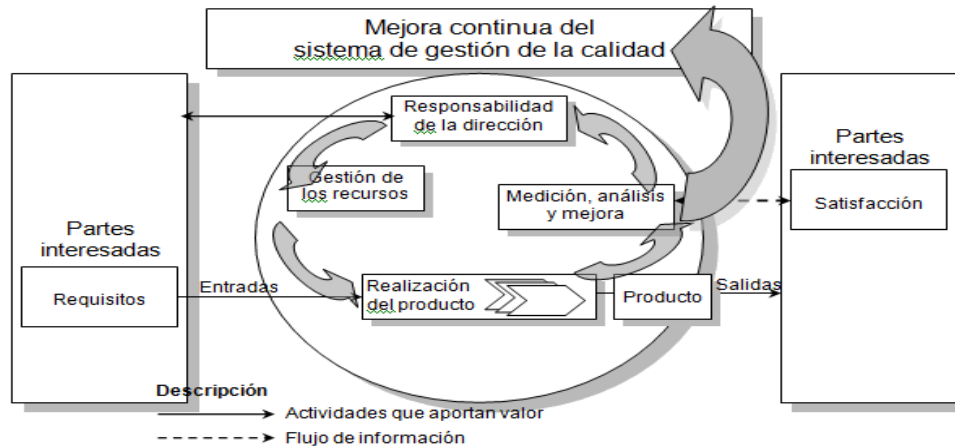 Mejora continua del
sistema de gestión de la calidad
Responsabilidad
de la dirección
Gestión de
los recursos
Medición, análisis
y mejora
Partes
interesadas
Satisfacción
Partes
interesadas
Requisitos
Entradas
Realización
del producto
Producto
Salidas
Descripción
Actividades que aportan valor
Flujo de información